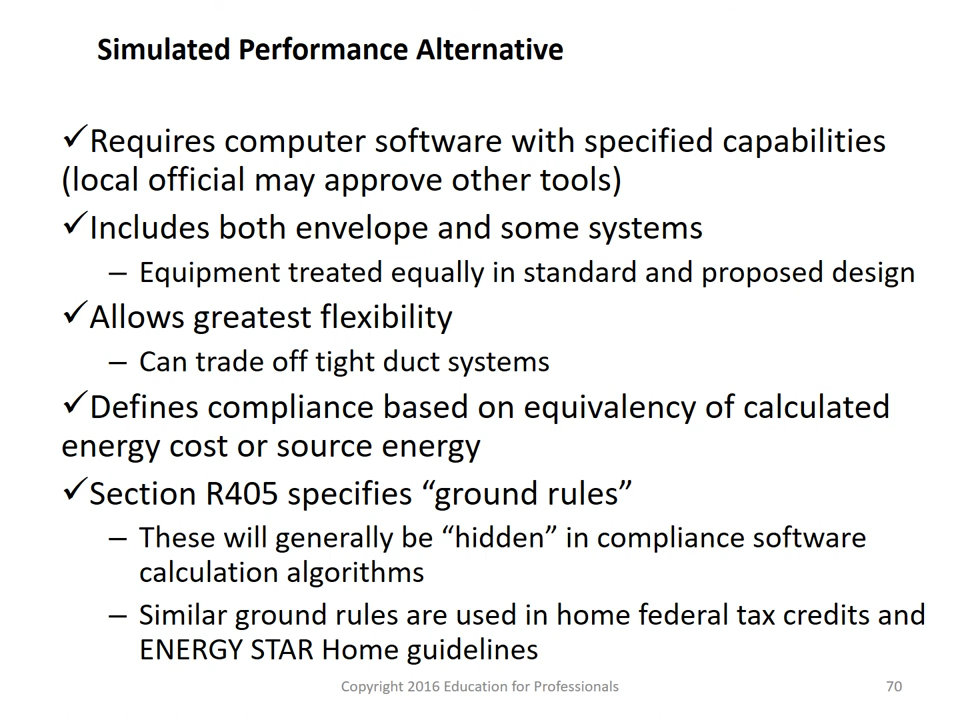 Simulated Performance Alternative
✓Requires computer software with specified capabilities
(local official may approve other tools)
✓Includes both envelope and some systems
– Equipment treated equally in standard and proposed design
✓Allows greatest flexibility
– Can trade off tight duct systems
✓Defines compliance based on equivalency of calculated
energy cost or source energy
✓Section R405 specifies “ground rules”
– These will generally be “hidden” in compliance software
calculation algorithms
– Similar ground rules are used in home federal tax credits and
ENERGY STAR Home guidelines
Copyright 2016 Education for Professionals
70